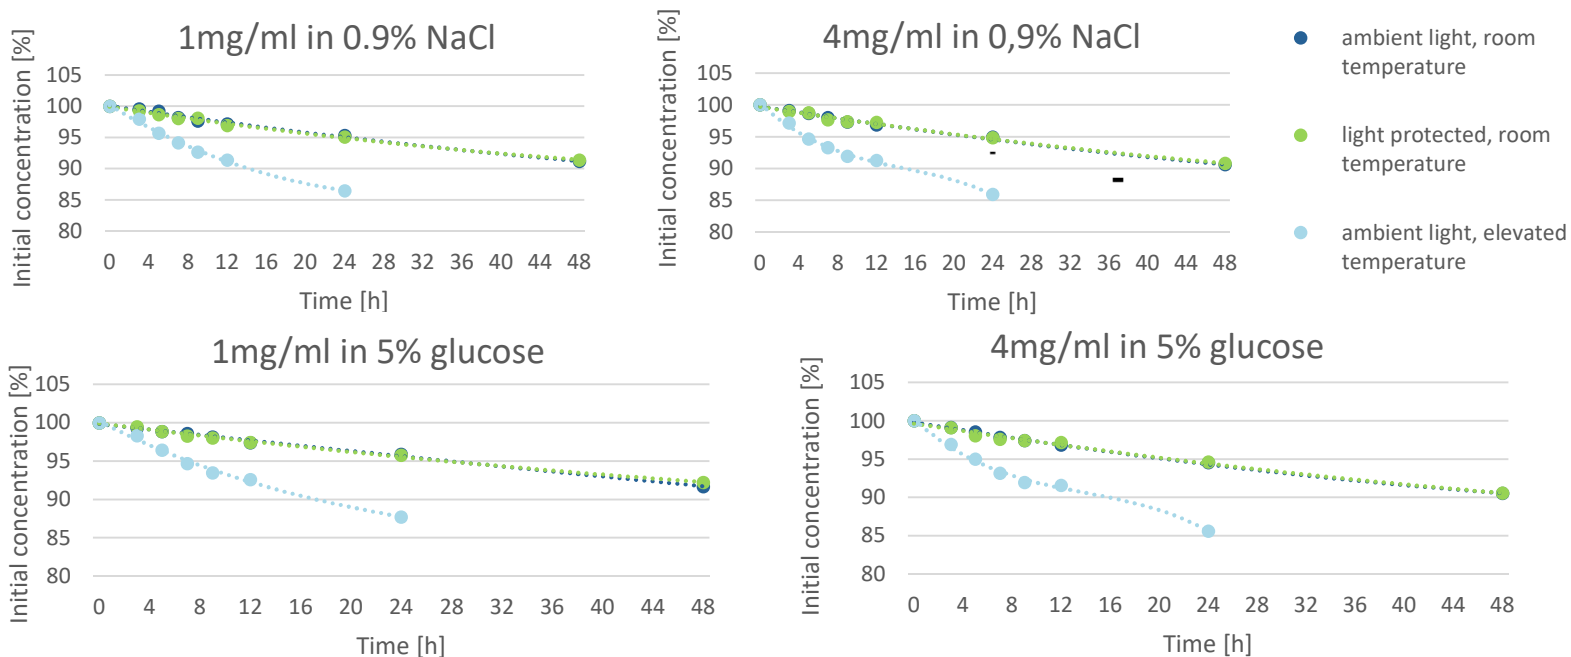 1mg/ml in 0.9% NaCl
Initial concentration [%]
105
100
95
90
85
80
0 4 8 12 16 20 24 28 32 36 40 44 48
Time [h]
4mg/ml in 0,9% NaCl
Initial concentration [%]
105
100
95
90
85
80
0 4 8 12 16 20 24 28 32 36 40 44 48
Time [h]
ambient light, room
temperature
light protected, room
temperature
ambient light, elevated
temperature
1mg/ml in 5% glucose
Initial concentration [%]
105
100
95
90
85
80
0 4 8 12 16 20 24 28 32 36 40 44 48
Time [h]
4mg/ml in 5% glucose
Initial concentration [%]
105
100
95
90
85
80
0 4 8 12 16 20 24 28 32 36 40 44 48
Time [h]